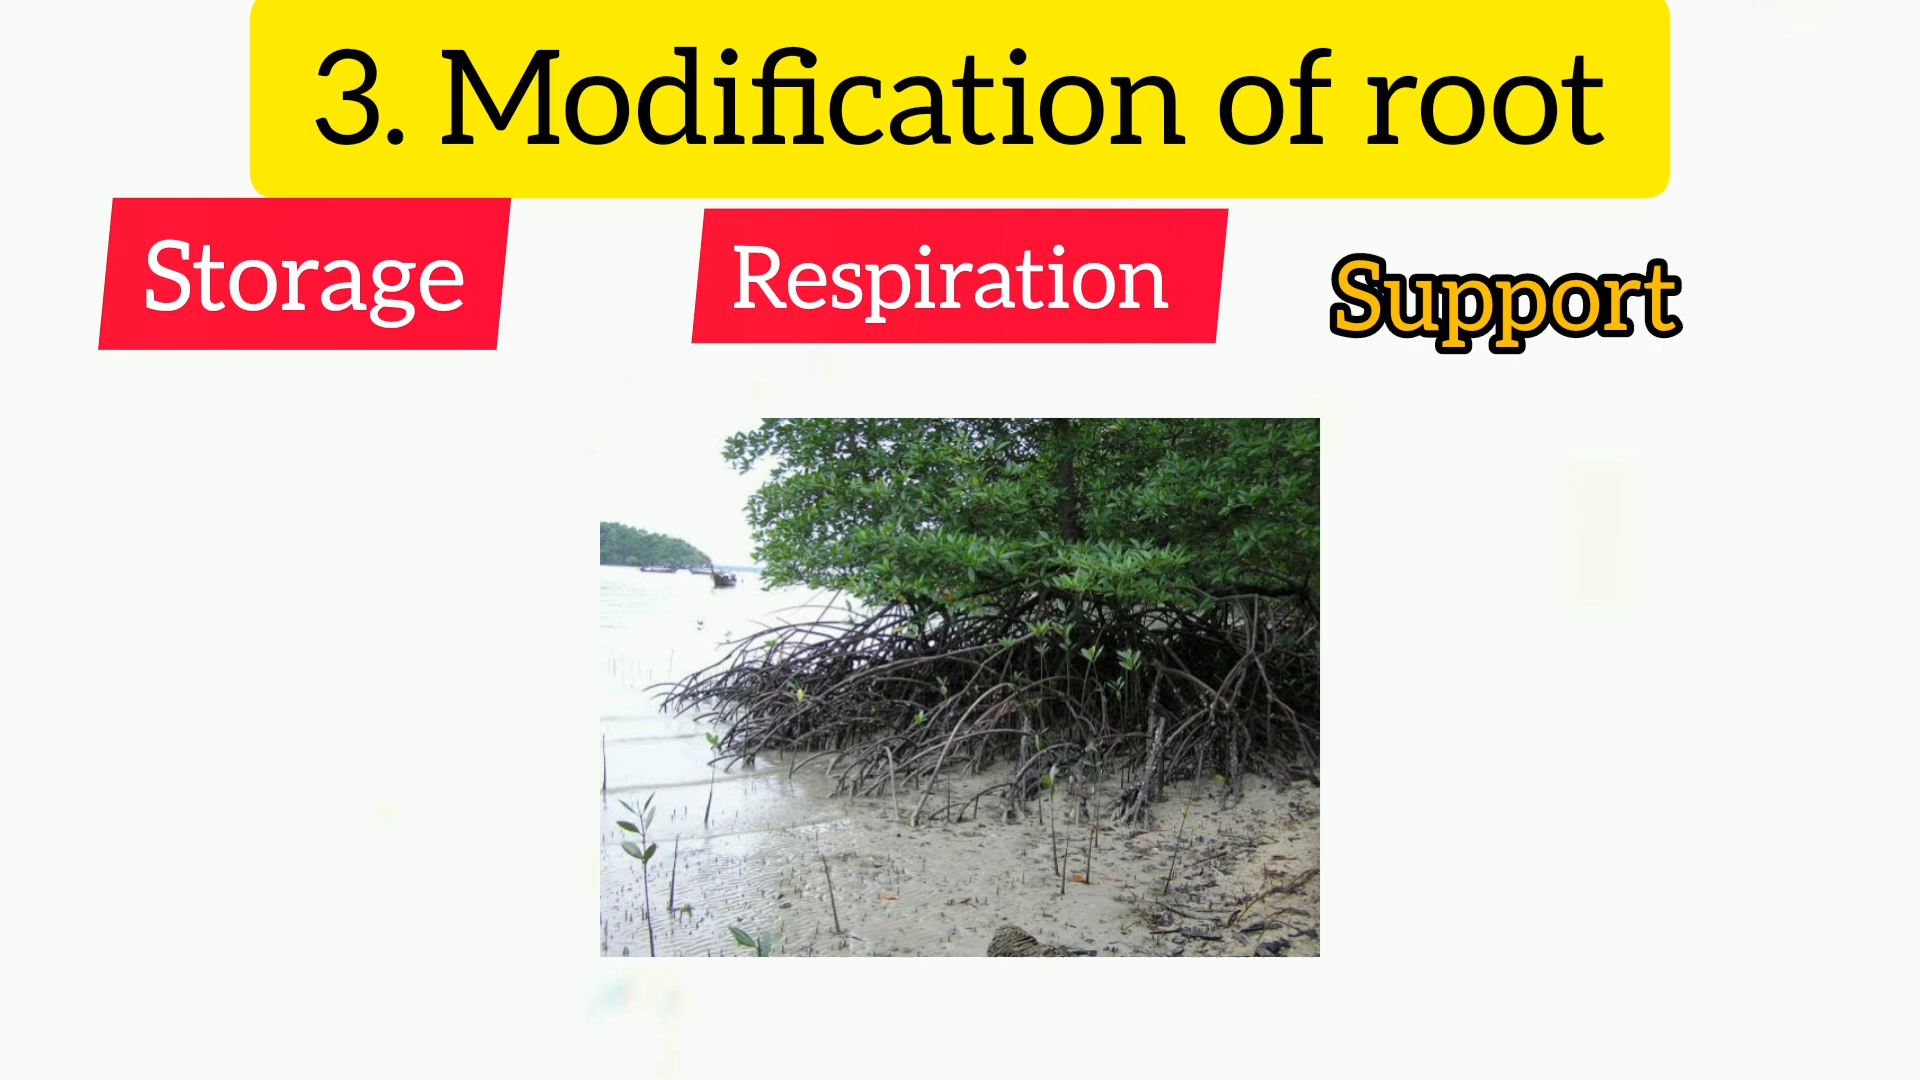 3. Modification of root
Storage
Respiration
Support